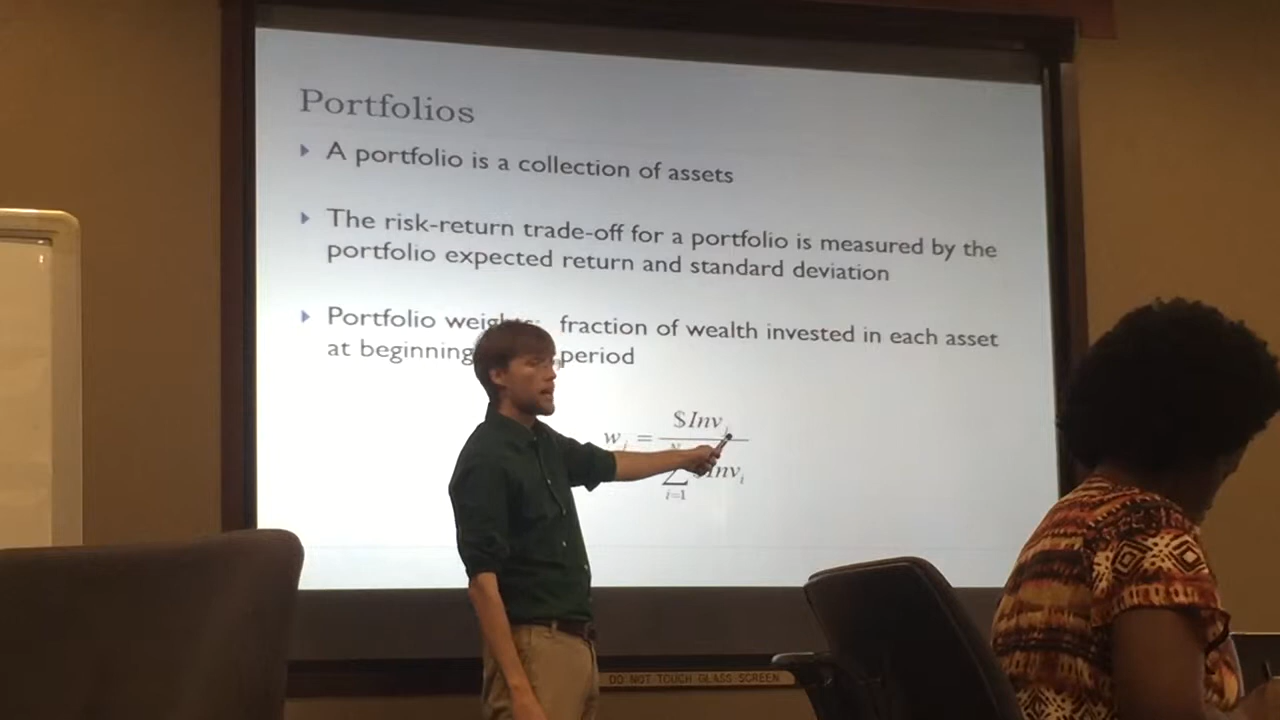 Portfolios
A portfolio is a collection of assets
The risk-return trade-off for a portfolio is measured by the
portfolio expected return and standard deviation
Portfolio fraction of wealth invested in each asset
at beginning period
w_i = $Inv
i=1 Inv_i
DO NOT TOUCH GLASS SCREEN